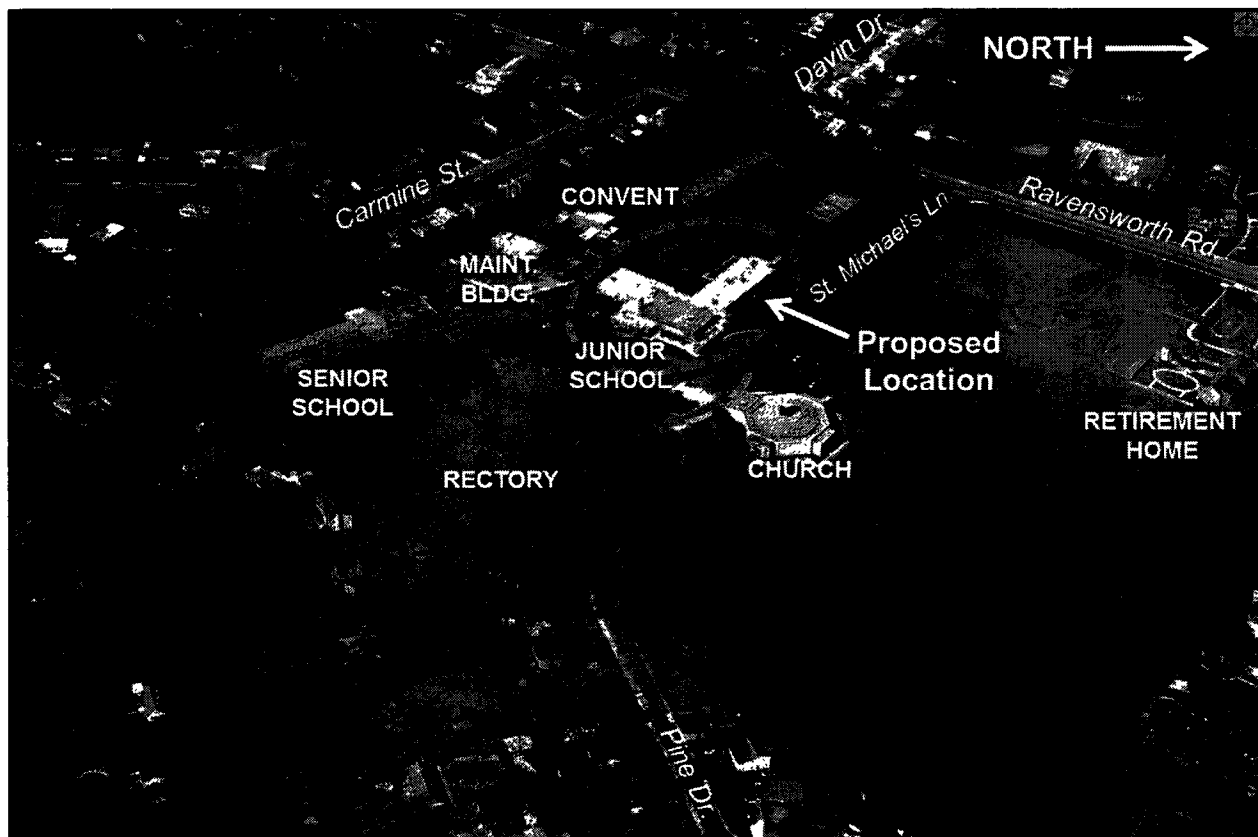 Davin Dr
NORTH
Carmine St.
CONVENT
Ravensworth Rd
St. Michael's Ln
MAINT.
BLDG.
Proposed
Location
JUNIOR
SCHOOL
SENIOR
SCHOOL
RETIREMENT
HOME
CHURCH
RECTORY
Pine Dr.